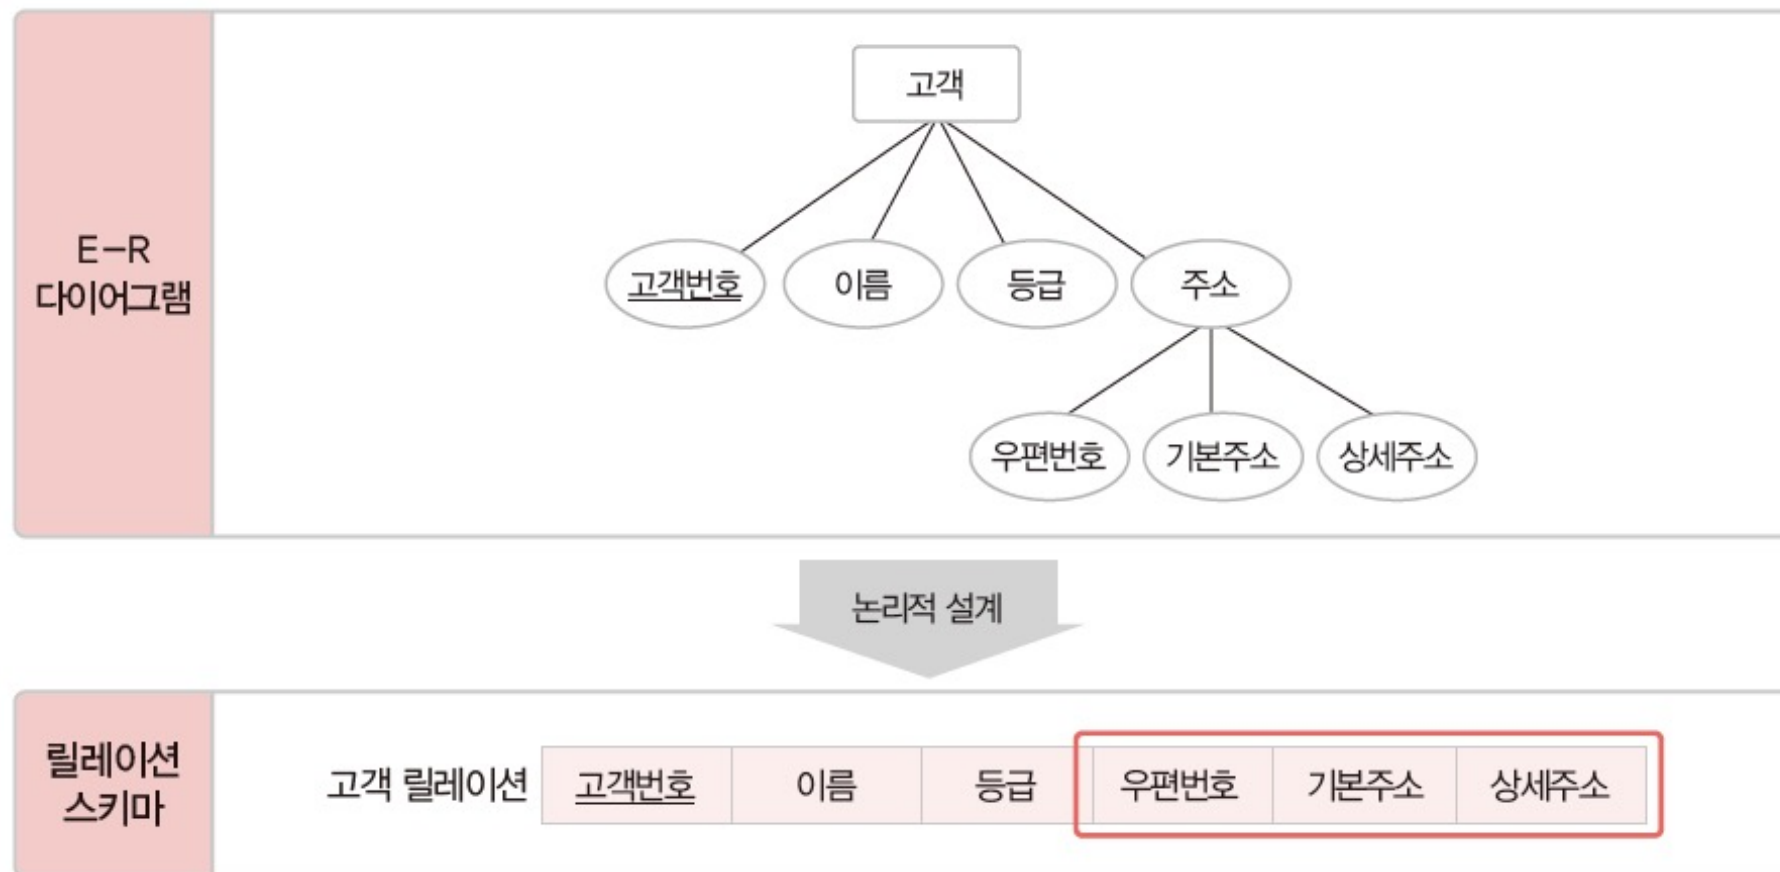 E-R
다이어그램
고객
고객번호 이름 등급 주소
우편번호 기본주소 상세주소
논리적 설계
릴레이션
스키마
고객 릴레이션 고객번호 이름 등급 우편번호 기본주소 상세주소